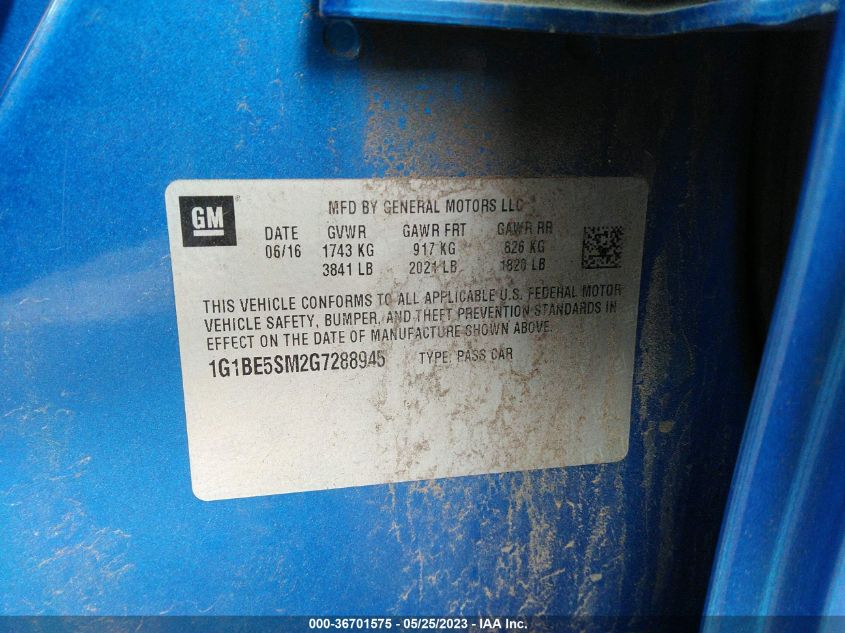 GM ®
MFD BY GENERAL MOTORS LLC
DATE GVWR GAWR FRT GAWR RR
06/16 1743 KG 917 KG 826 KG
3841 LB 2021 LB 1820 LB
THIS VEHICLE CONFORMS TO ALL APPLICABLE U.S. FEDERAL MOTOR
VEHICLE SAFETY, BUMPER, AND THEFT PREVENTION STANDARDS IN
EFFECT ON THE DATE OF MANUFACTURE SHOWN ABOVE.
1G1BE5SM2G7288945 TYPE: PASS CAR
000-36701575 - 05/25/2023 - IAA Inc.